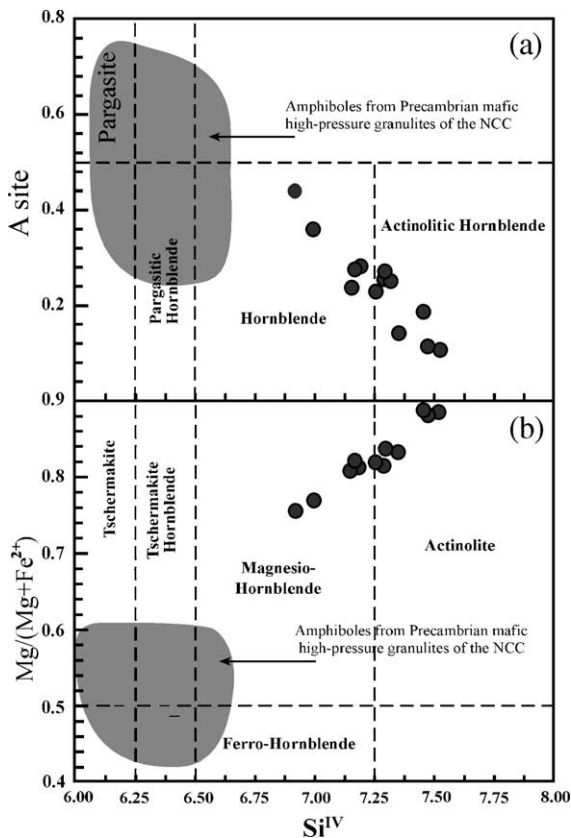 0.8
(a)
Pargasite
Amphiboles from Precambrian mafic
high-pressure granulites of the NCC
0.6
A site
0.4
Actinolitic Hornblende
Pargasitic
Hornblende
Hornblende
0.2
0.9
(b)
Tschermakite
Tschermakite
Hornblende
0.8
Magnesio-
Hornblende
Actinolite
0.7
Mg/(Mg+Fe²⁺)
Amphiboles from Precambrian mafic
high-pressure granulites of the NCC
0.6
0.5
Ferro-Hornblende
0.4
6.00 6.25 6.50 6.75 7.00 7.25 7.50 7.75 8.00
Si^IV